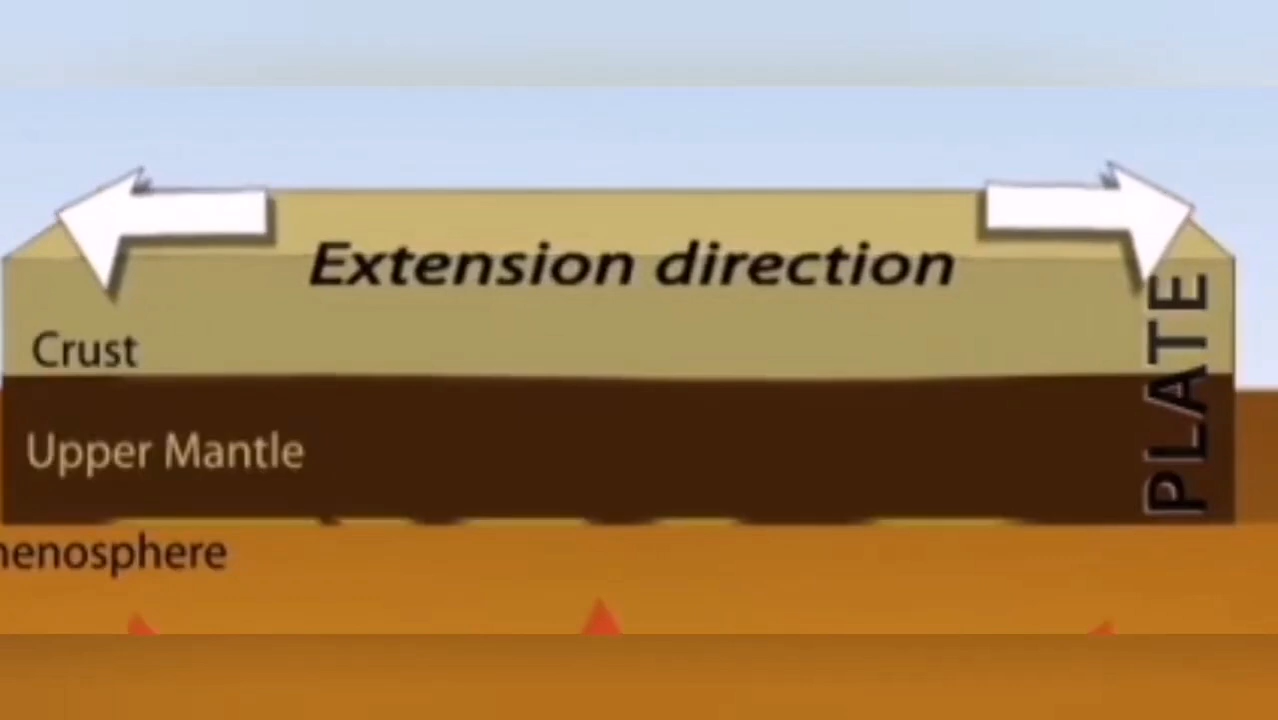 Extension direction
Crust
PLATE
Upper Mantle
henosphere